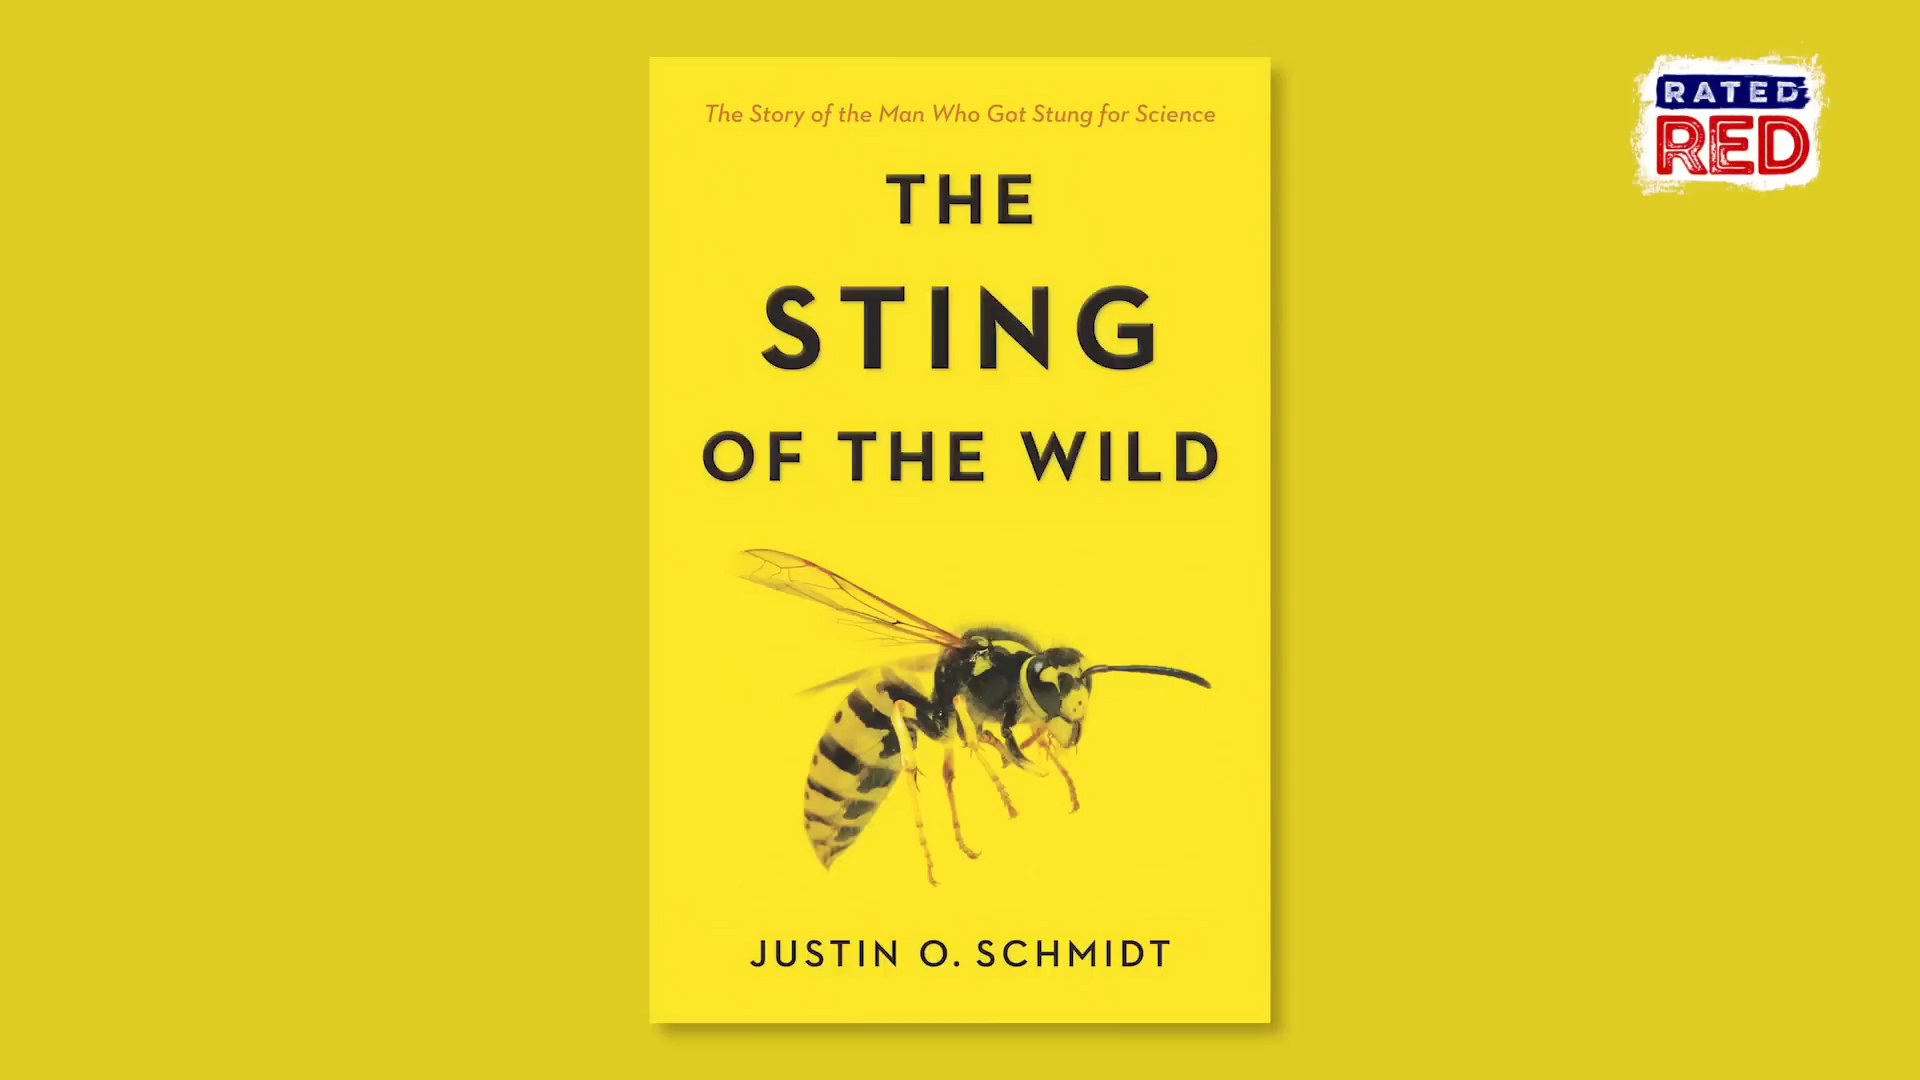 The Story of the Man Who Got Stung for Science
THE
STING
OF THE WILD
JUSTIN O. SCHMIDT
RATED
RED